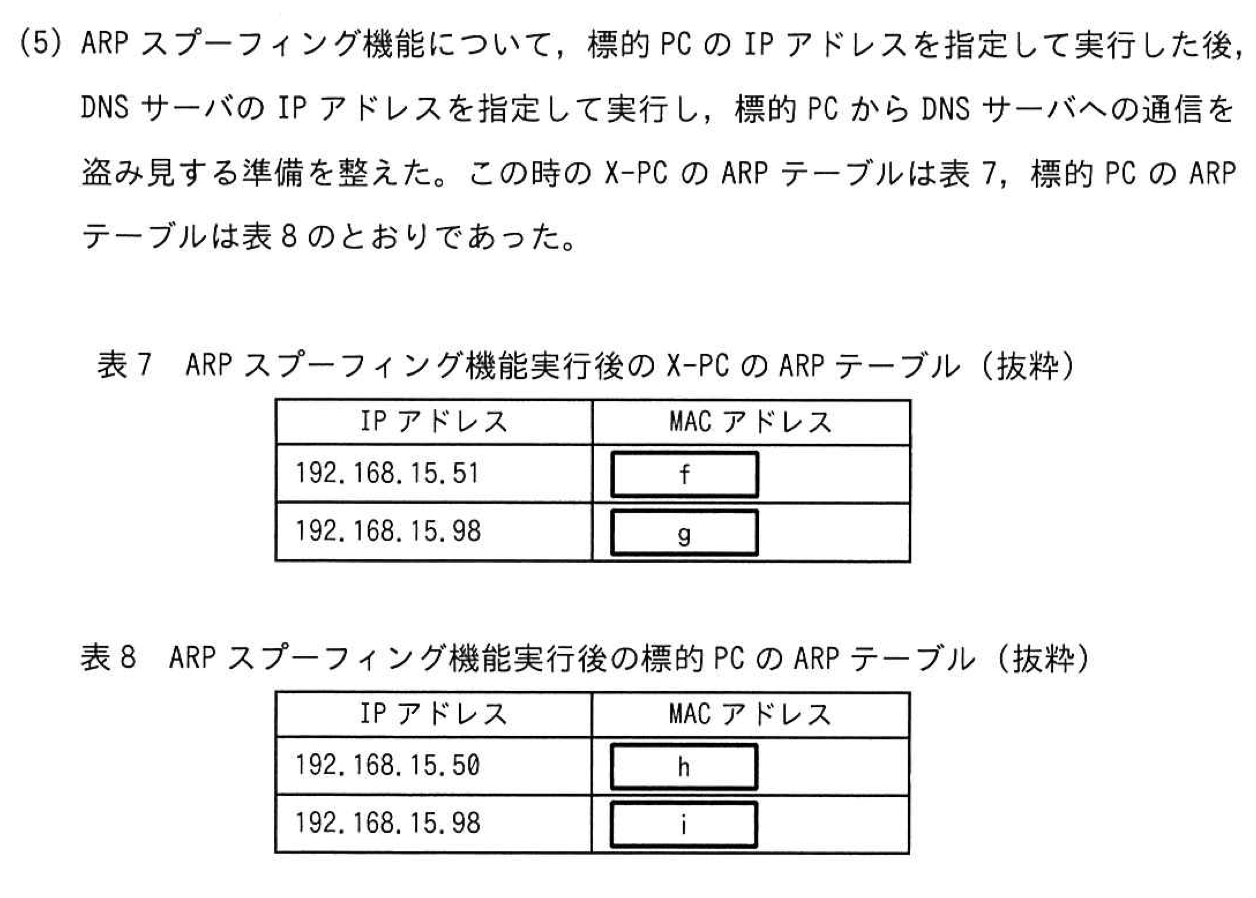 (5) ARP スプーフィング機能について，標的 PC の IP アドレスを指定して実行した後，
DNS サーバの IP アドレスを指定して実行し，標的 PC から DNS サーバへの通信を
盗み見する準備を整えた。この時の X-PC の ARP テーブルは表 7，標的 PC の ARP
テーブルは表 8 のとおりであった。
表 7　ARP スプーフィング機能実行後の X-PC の ARP テーブル（抜粋）
IP アドレス MAC アドレス
192.168.15.51 f
192.168.15.98 g
表 8　ARP スプーフィング機能実行後の標的 PC の ARP テーブル（抜粋）
IP アドレス MAC アドレス
192.168.15.50 h
192.168.15.98 i